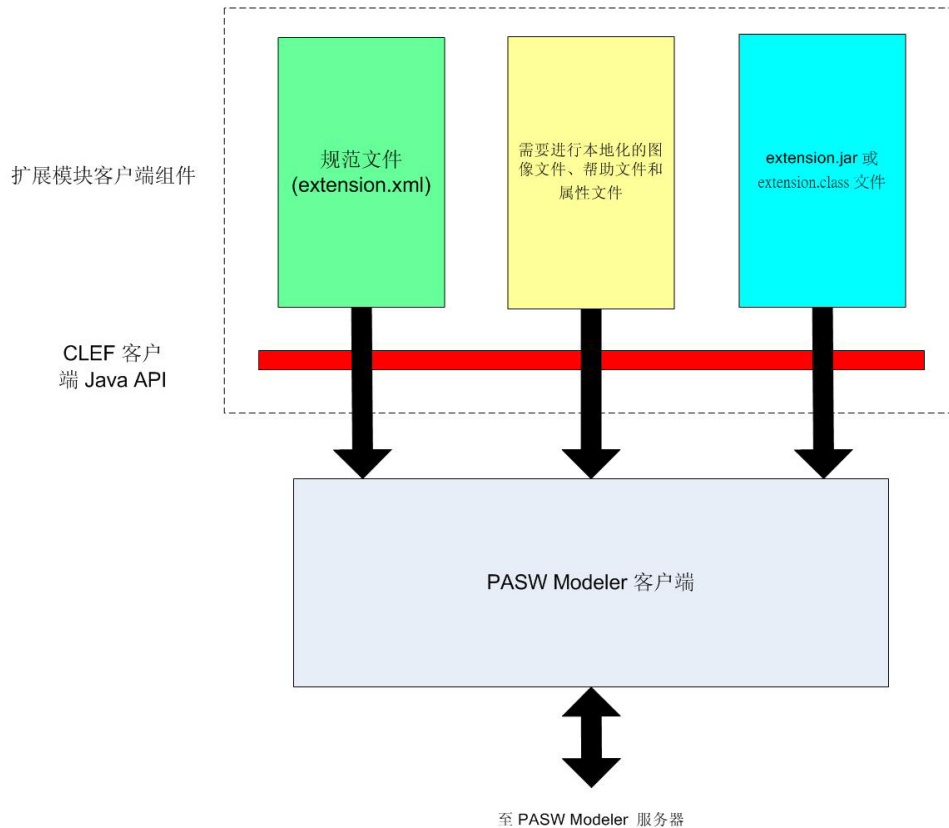 扩展模块客户端组件
规范文件
(extension.xml)
需要进行本地化的图
像文件、帮助文件和
属性文件
extension.jar 或
extension.class 文件
CLEF 客户
端 Java API
PASW Modeler 客户端
至 PASW Modeler 服务器